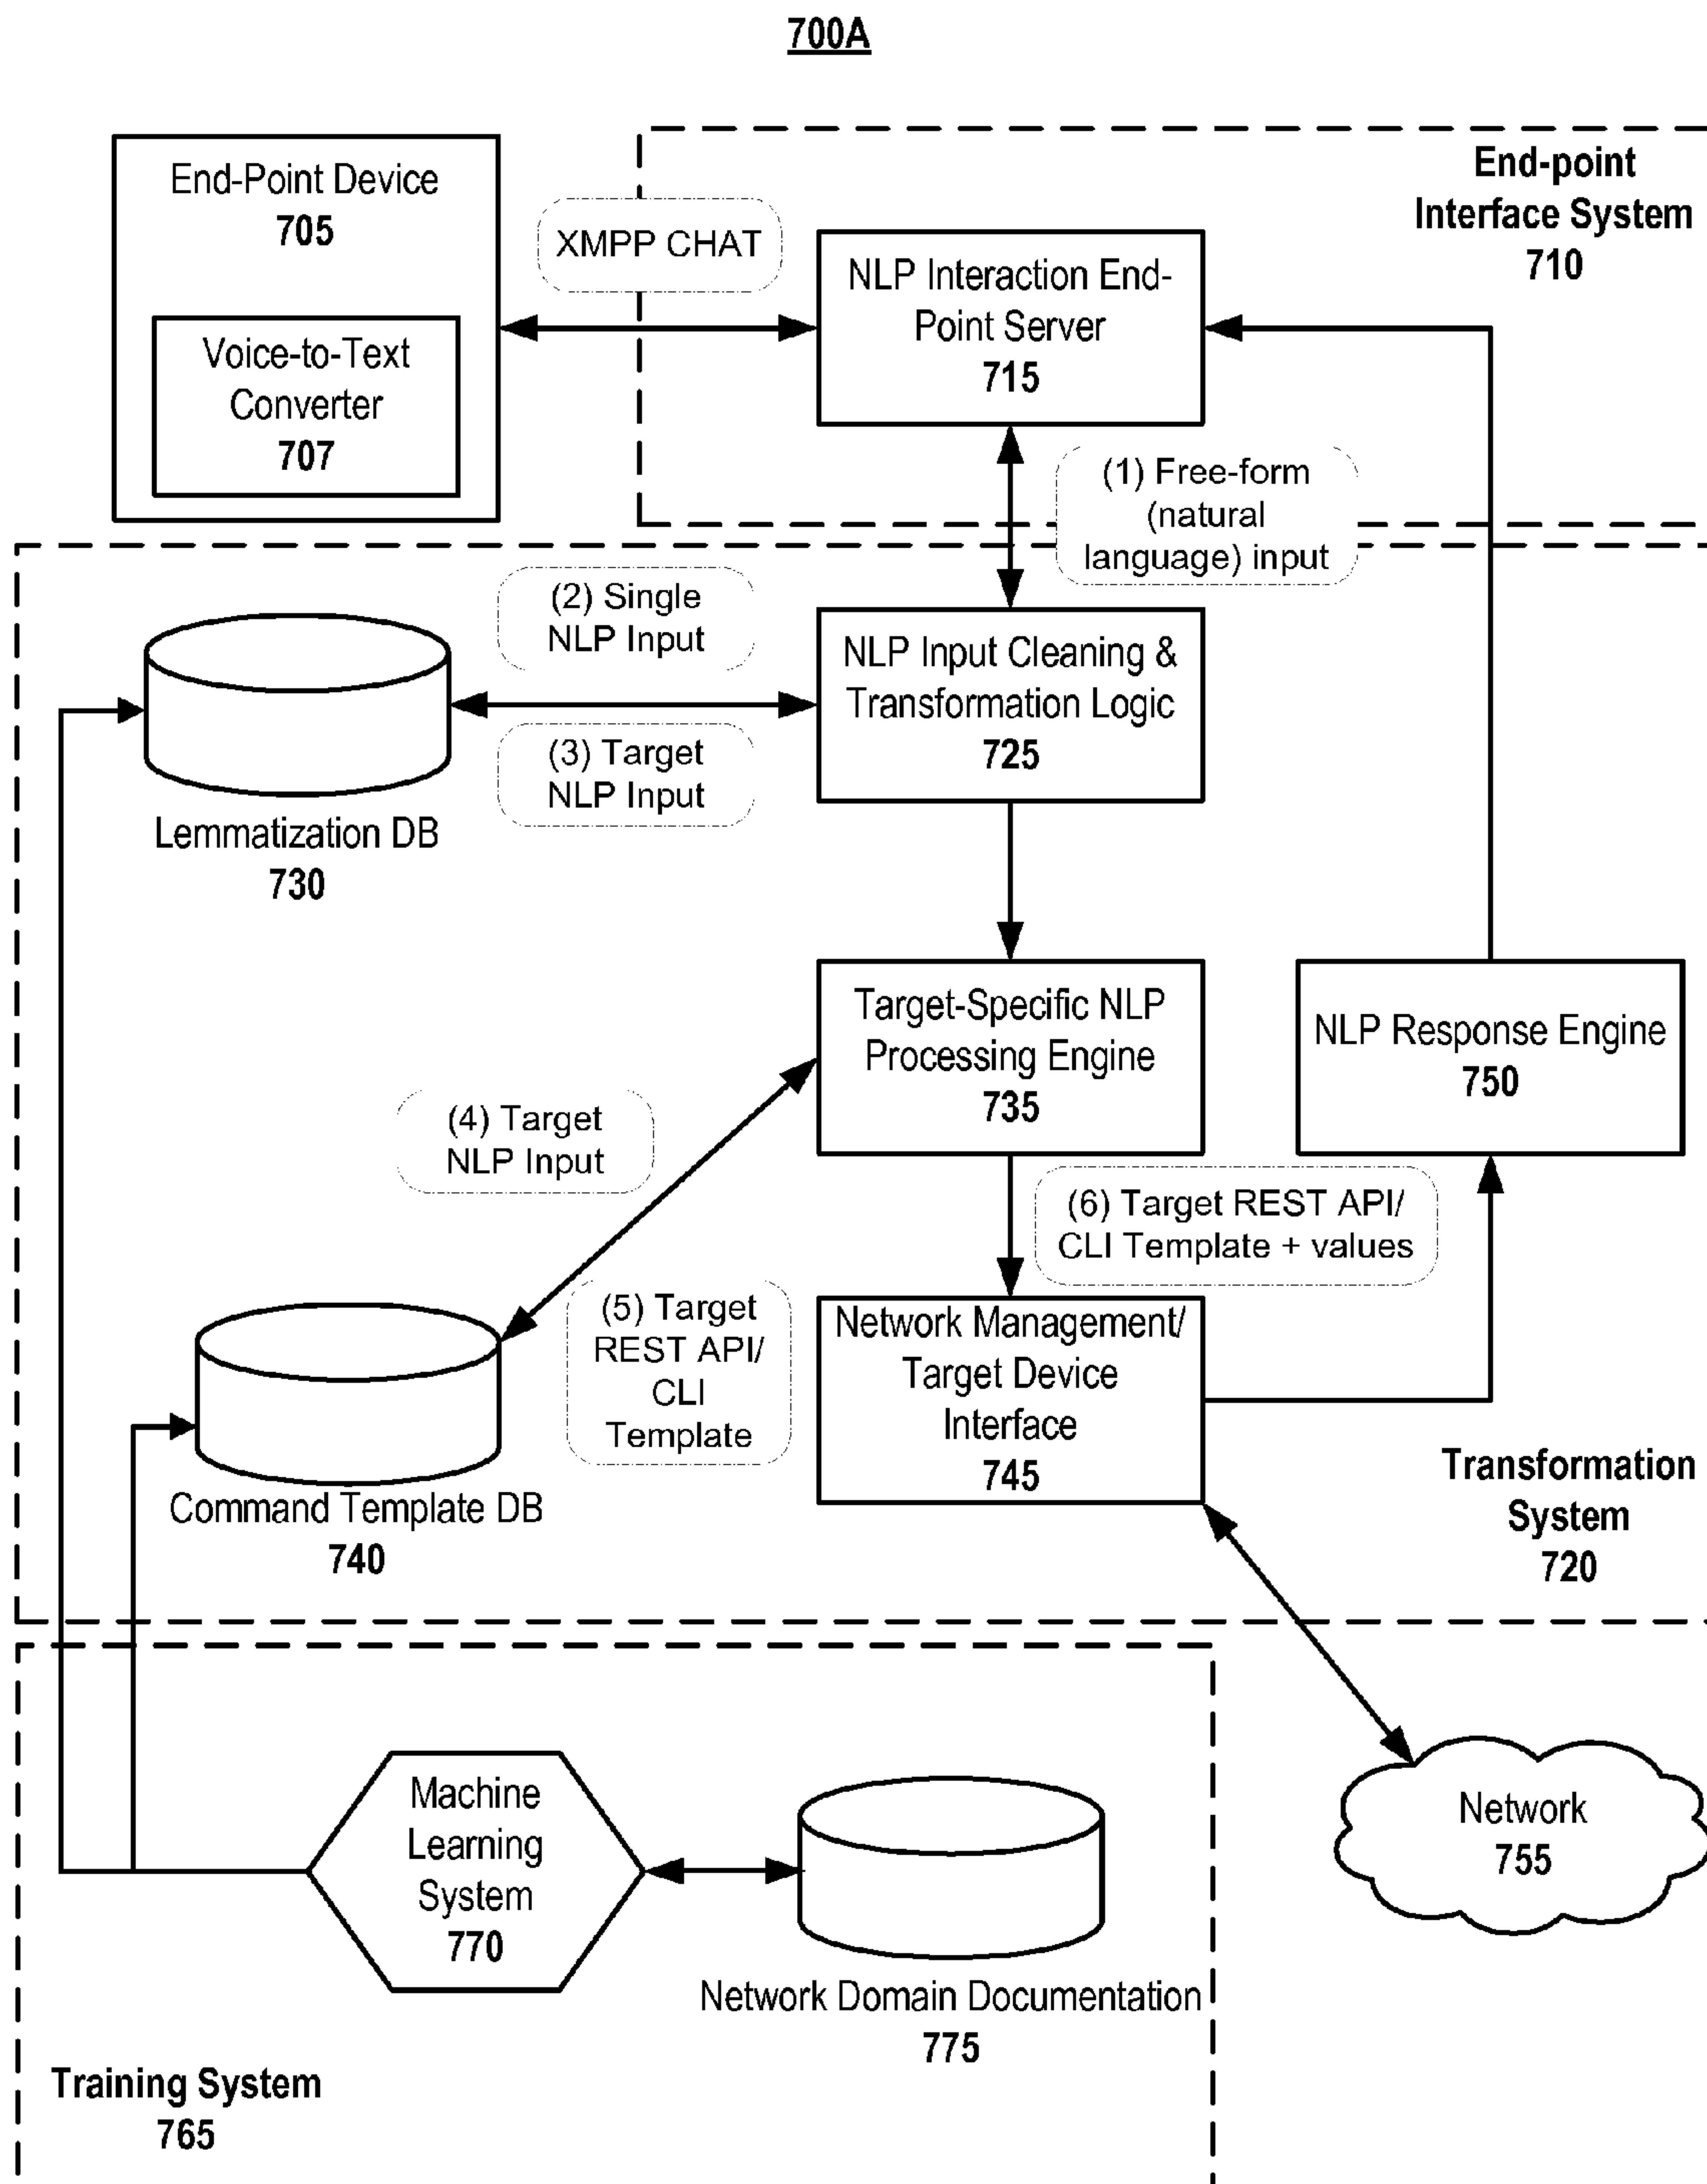 700A
End-Point Device
705
Voice-to-Text
Converter
707
XMPP CHAT
NLP Interaction End-
Point Server
715
End-point
Interface System
710
(1) Free-form
(natural
language) input
(2) Single
NLP Input
(3) Target
NLP Input
NLP Input Cleaning &
Transformation Logic
725
Lemmatization DB
730
Target-Specific NLP
Processing Engine
735
NLP Response Engine
750
(4) Target
NLP Input
(5) Target
REST API/
CLI
Template
(6) Target REST API/
CLI Template + values
Network Management/
Target Device
Interface
745
Command Template DB
740
Transformation
System
720
Machine
Learning
System
770
Network Domain Documentation
775
Network
755
Training System
765